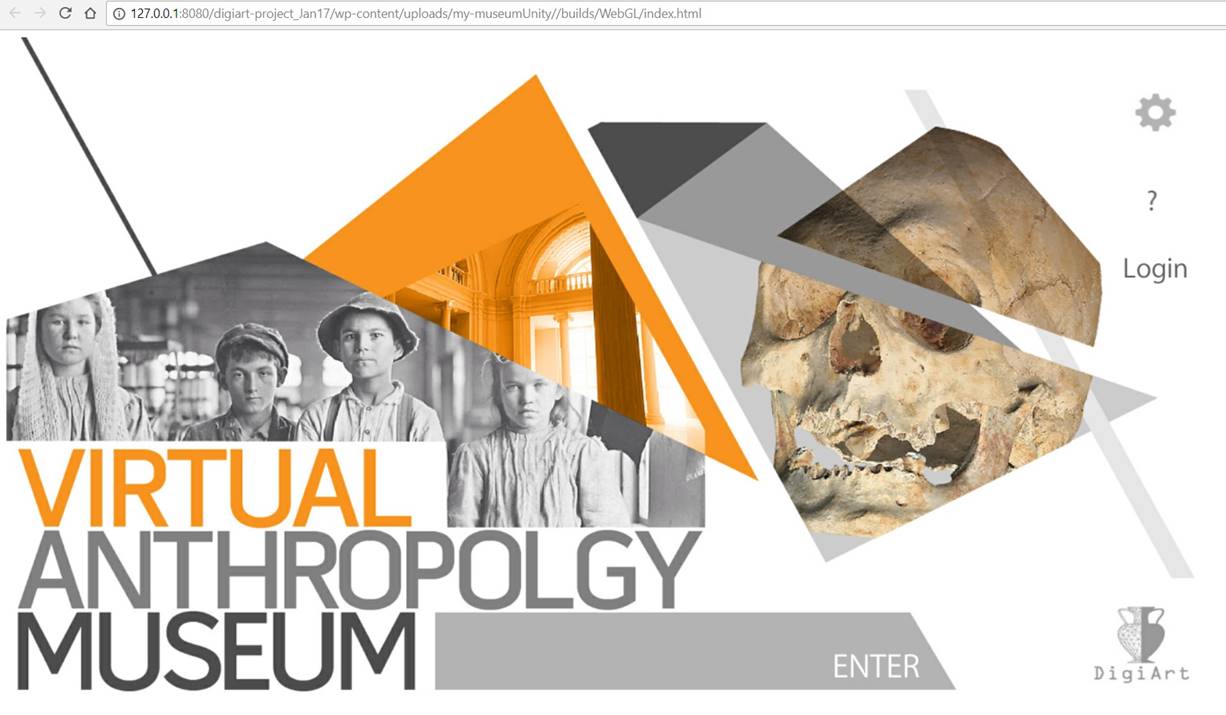 127.0.0.1:8080/digiart-project_Jan17/wp-content/uploads/my-museumUnity//builds/WebGL/index.html
?
Login
VIRTUAL
ANTHROPOLGY
MUSEUM
ENTER
DigiArt